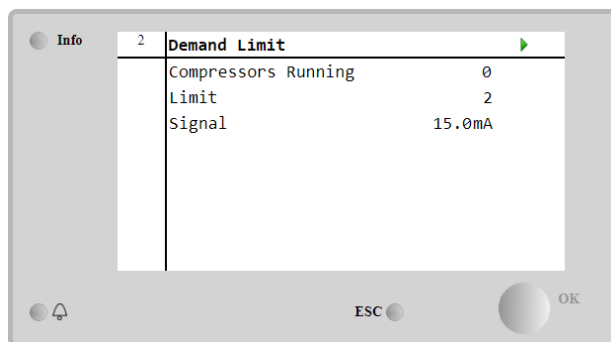 Info
2 Demand Limit
Compressors Running 0
Limit 2
Signal 15.0mA
ESC OK